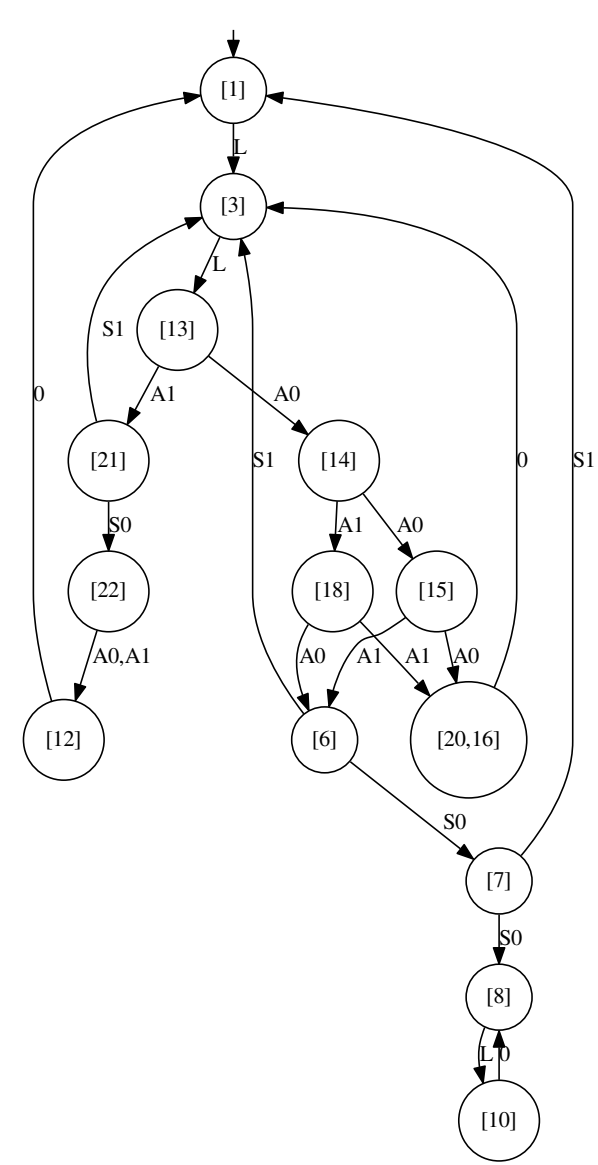 [1]
L
[3]
L
[13]
S1
A1
A0
0
[21]
[14]
S1
0
S1
S0
A1
A0
[22]
[18]
[15]
A0,A1
A0
A1
A1
A0
[12]
[6]
[20,16]
S0
[7]
S0
[8]
L
0
[10]